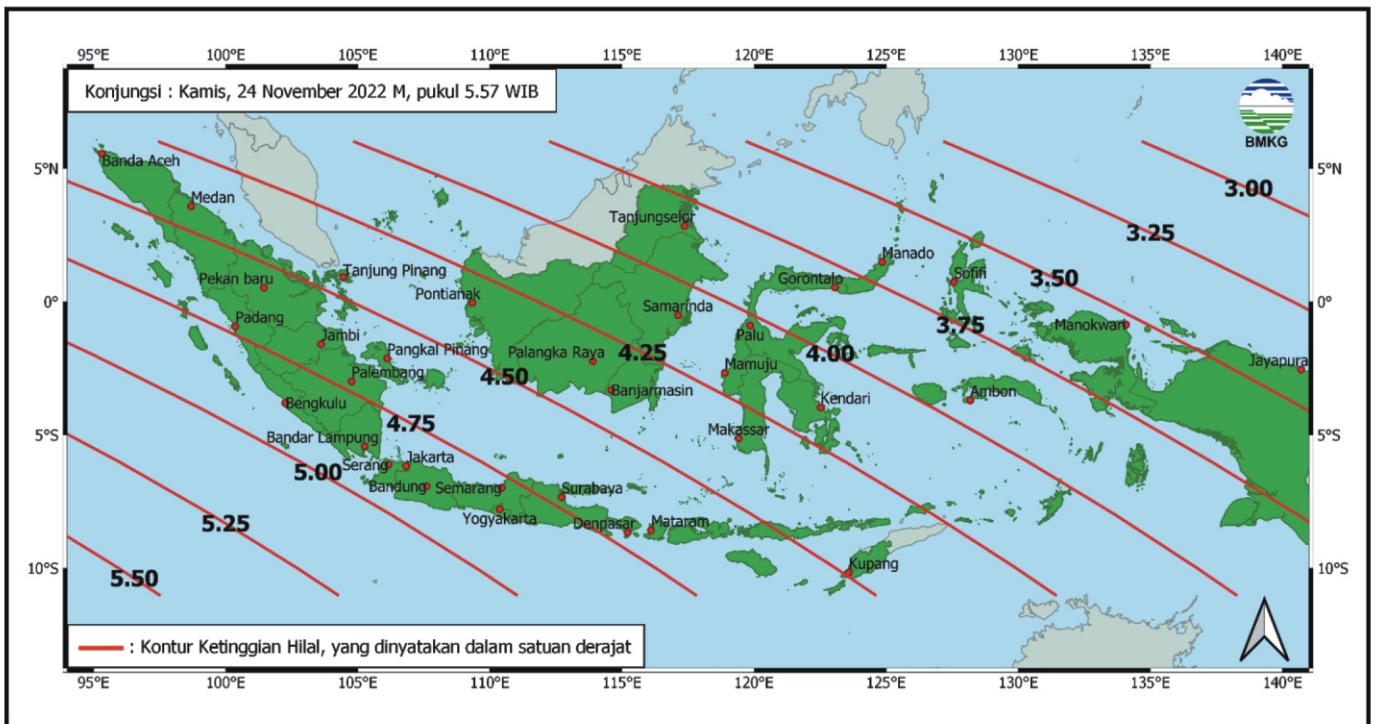 95°E 100°E 105°E 110°E 115°E 120°E 125°E 130°E 135°E 140°E
Konjungsi : Kamis, 24 November 2022 M, pukul 5.57 WIB
BMKG
5°N 5°N
Banda Aceh
3.00
Medan
Tanjungselor
3.25
Manado
Tanjung Pinang
Sofifi
3.50
Pekan baru
Gorontalo
0° 0°
Pontianak
Samarinda
Padang
3.75
Manokwari
Jambi
Palu
Pangkal Pinang
Palangka Raya
4.25
4.00
Jayapura
Mamuju
Palembang
4.50
Banjarmasin
Bengkulu
Kendari
Ambon
4.75
Makassar
Bandar Lampung
5°S 5°S
Serang
Jakarta
5.00
Bandung
Semarang
Surabaya
Yogyakarta
5.25
Denpasar
Mataram
Kupang
10°S 10°S
5.50
: Kontur Ketinggian Hilal, yang dinyatakan dalam satuan derajat
95°E 100°E 105°E 110°E 115°E 120°E 125°E 130°E 135°E 140°E